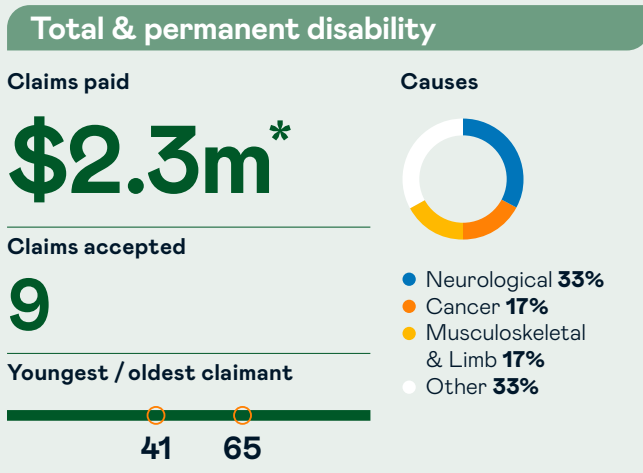 Total & permanent disability
Claims paid
$2.3m*
Claims accepted
9
Youngest / oldest claimant
41 65
Causes
Neurological 33%
Cancer 17%
Musculoskeletal
& Limb 17%
Other 33%